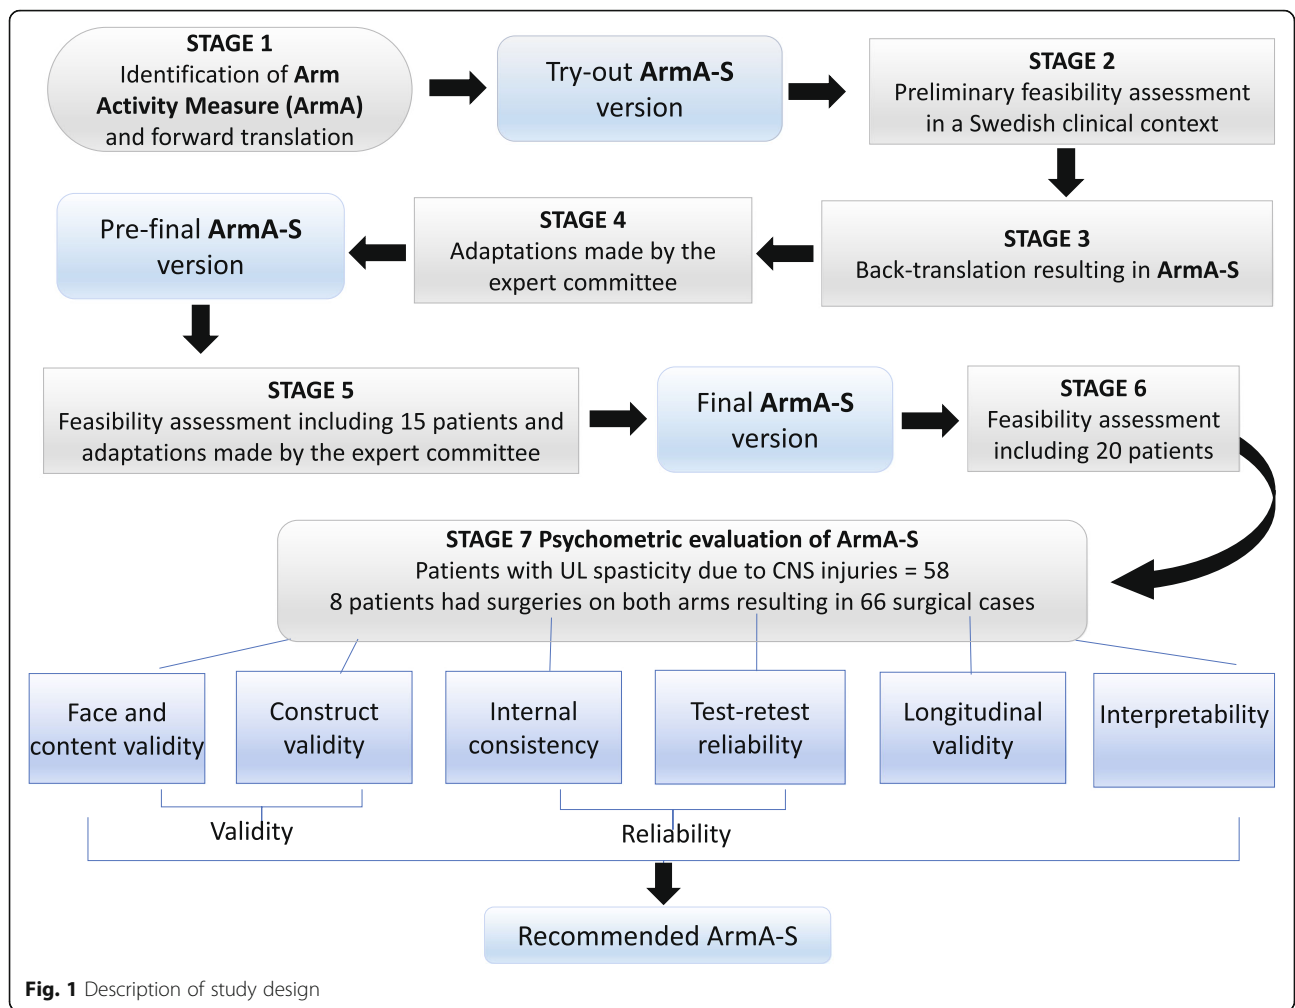 STAGE 1
Identification of Arm
Activity Measure (ArmA)
and forward translation
Try-out ArmA-S
version
STAGE 2
Preliminary feasibility assessment
in a Swedish clinical context
STAGE 3
Back-translation resulting in ArmA-S
STAGE 4
Adaptations made by the
expert committee
Pre-final ArmA-S
version
STAGE 5
Feasibility assessment including 15 patients and
adaptations made by the expert committee
Final ArmA-S
version
STAGE 6
Feasibility assessment
including 20 patients
STAGE 7 Psychometric evaluation of ArmA-S
Patients with UL spasticity due to CNS injuries = 58
8 patients had surgeries on both arms resulting in 66 surgical cases
Face and
content validity
Construct
validity
Internal
consistency
Test-retest
reliability
Longitudinal
validity
Interpretability
Validity
Reliability
Recommended ArmA-S
Fig. 1 Description of study design